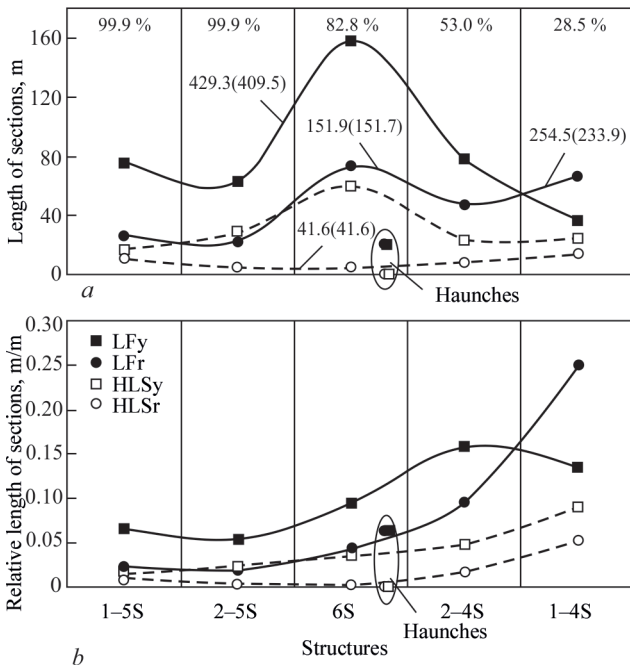 99.9 % 99.9 % 82.8 % 53.0 % 28.5 %
Length of sections, m
160
120
80
40
0
429.3(409.5)
151.9(151.7)
254.5(233.9)
41.6(41.6)
Haunches
a
Relative length of sections, m/m
0.30
0.25
0.20
0.15
0.10
0.05
0
LFy
LFr
HLSy
HLSr
Haunches
1–5S 2–5S 6S 2–4S 1–4S
Structures
b